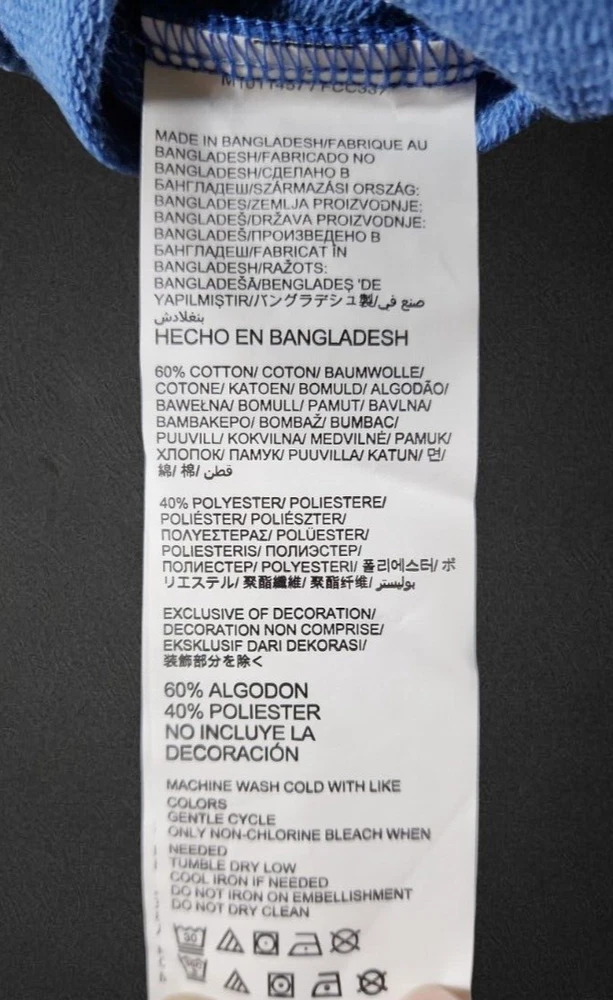 M1011457 / FCC337
MADE IN BANGLADESH/FABRIQUE AU
BANGLADESH/FABRICADO NO
BANGLADESH/СДЕЛАНО В
БАНГЛАДЕШ/SZÁRMAZÁSI ORSZÁG:
BANGLADES/ZEMLJA PROIZVODNJE:
BANGLADEŠ/DRŽAVA PROIZVODNJE:
BANGLADEŠ/ПРОИЗВЕДЕНО В
БАНГЛАДЕШ/FABRICAT ÎN
BANGLADESH/RAŽOTS:
BANGLADEŠĀ/BENGLADEŞ 'DE
YAPILMIŞTIR/バングラデシュ製/صنع في
بنغلادش
HECHO EN BANGLADESH
60% COTTON/ COTON/ BAUMWOLLE/
COTONE/ KATOEN/ BOMULD/ ALGODÃO/
BAWEŁNA/ BOMULL/ PAMUT/ BAVLNA/
ΒΑΜΒΑΚΕΡΟ/ BOMBAŽ/ BUMBAC/
PUUVILL/ KOKVILNA/ MEDVILNĖ/ PAMUK/
ХЛОПОК/ ПАМУК/ PUUVILLA/ KATUN/ 면/
綿/ 棉/ قطن
40% POLYESTER/ POLIESTERE/
POLIÉSTER/ POLIÉSZTER/
ΠΟΛΥΕΣΤΕΡΑΣ/ POLÜESTER/
POLIESTERIS/ ПОЛИЭСТЕР/
ПОЛИЕСТЕР/ POLYESTERI/ 폴리에스터/ ポ
リエステル/ 聚酯纖維/ 聚酯纤维/ بوليستر
EXCLUSIVE OF DECORATION/
DECORATION NON COMPRISE/
EKSKLUSIF DARI DEKORASI/
装飾部分を除く
60% ALGODON
40% POLIESTER
NO INCLUYE LA
DECORACIÓN
MACHINE WASH COLD WITH LIKE
COLORS
GENTLE CYCLE
ONLY NON-CHLORINE BLEACH WHEN
NEEDED
TUMBLE DRY LOW
COOL IRON IF NEEDED
DO NOT IRON ON EMBELLISHMENT
DO NOT DRY CLEAN
30